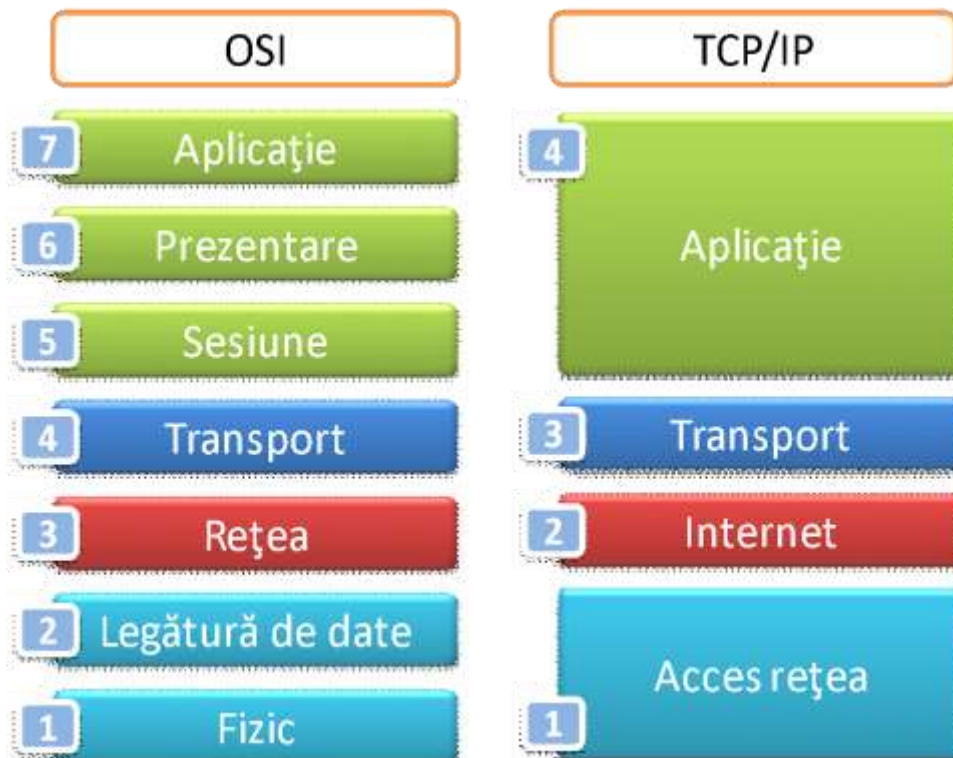 OSI
TCP/IP
7
Aplicaţie
6
Prezentare
5
Sesiune
4
Transport
3
Reţea
2
Legătură de date
1
Fizic
4
Aplicaţie
3
Transport
2
Internet
Acces reţea
1